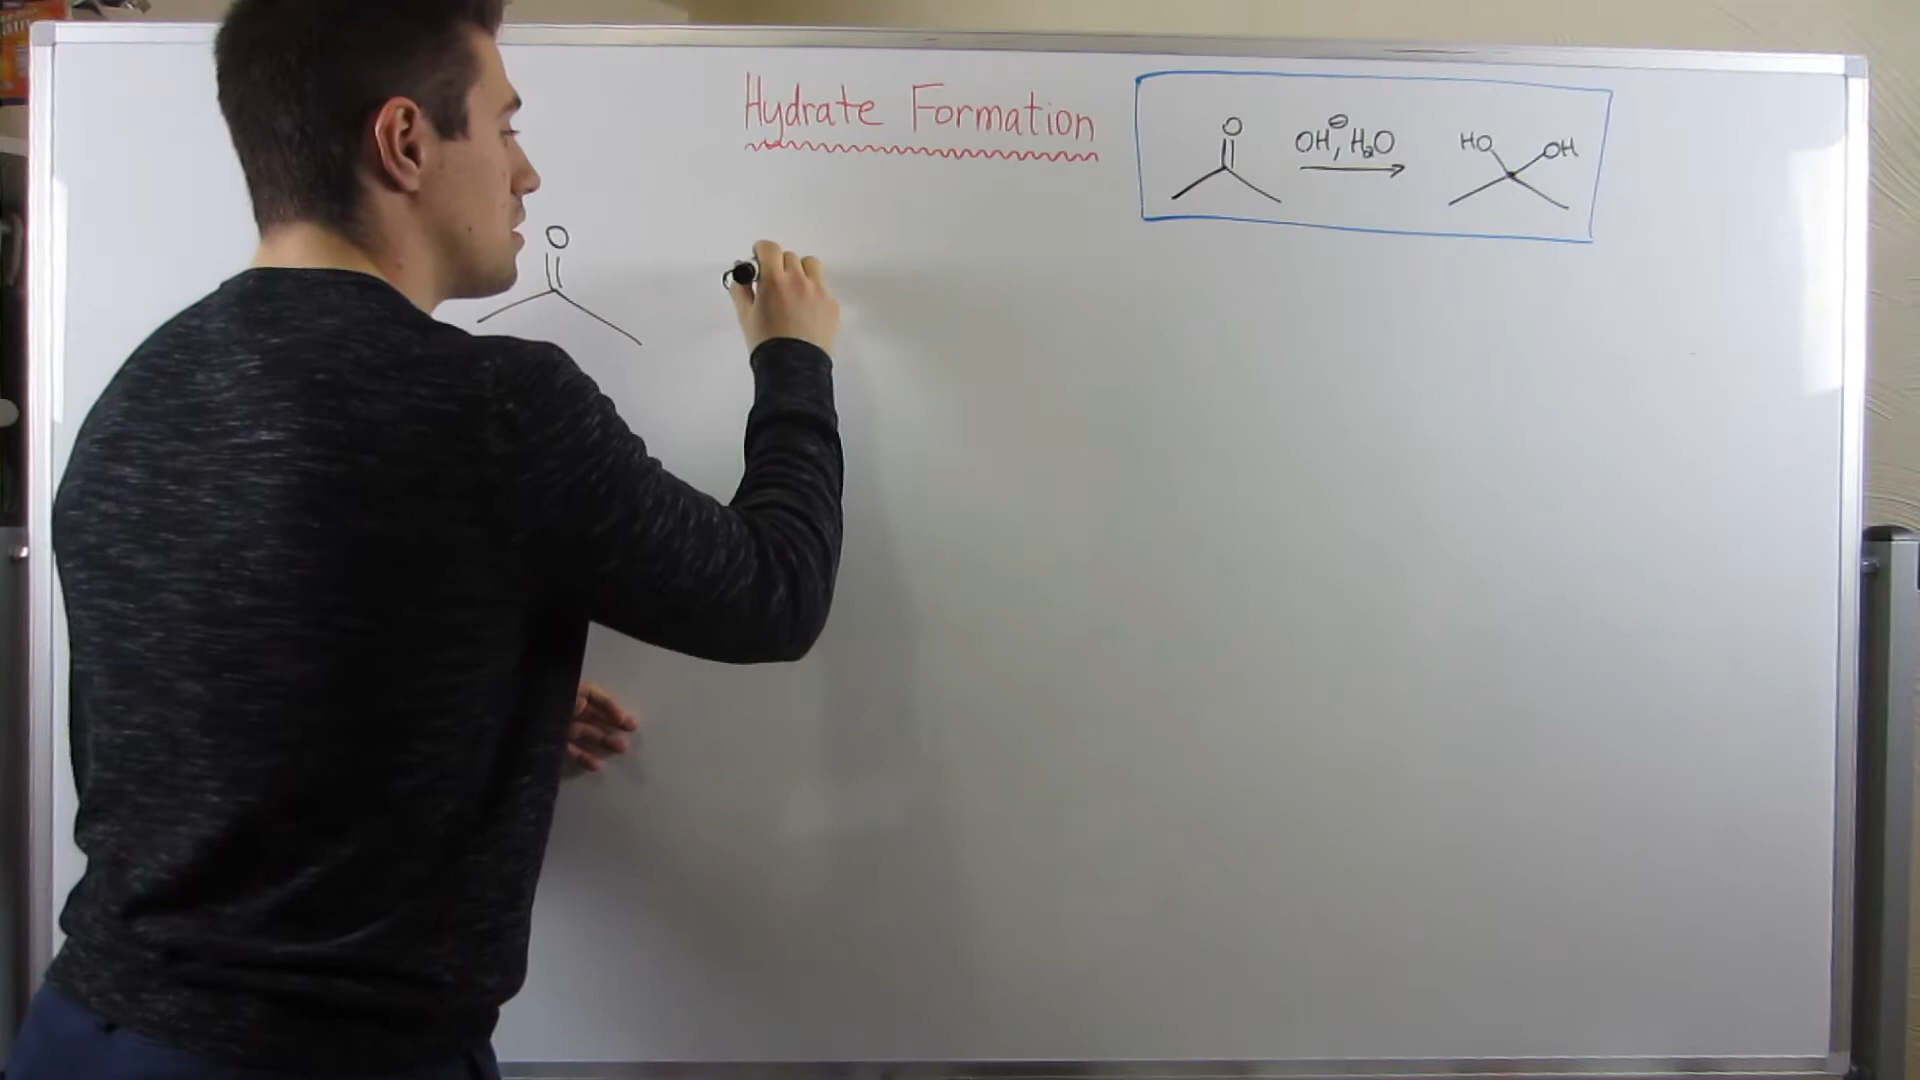 Hydrate Formation
O
OH⊖, H2O
HO
OH
O